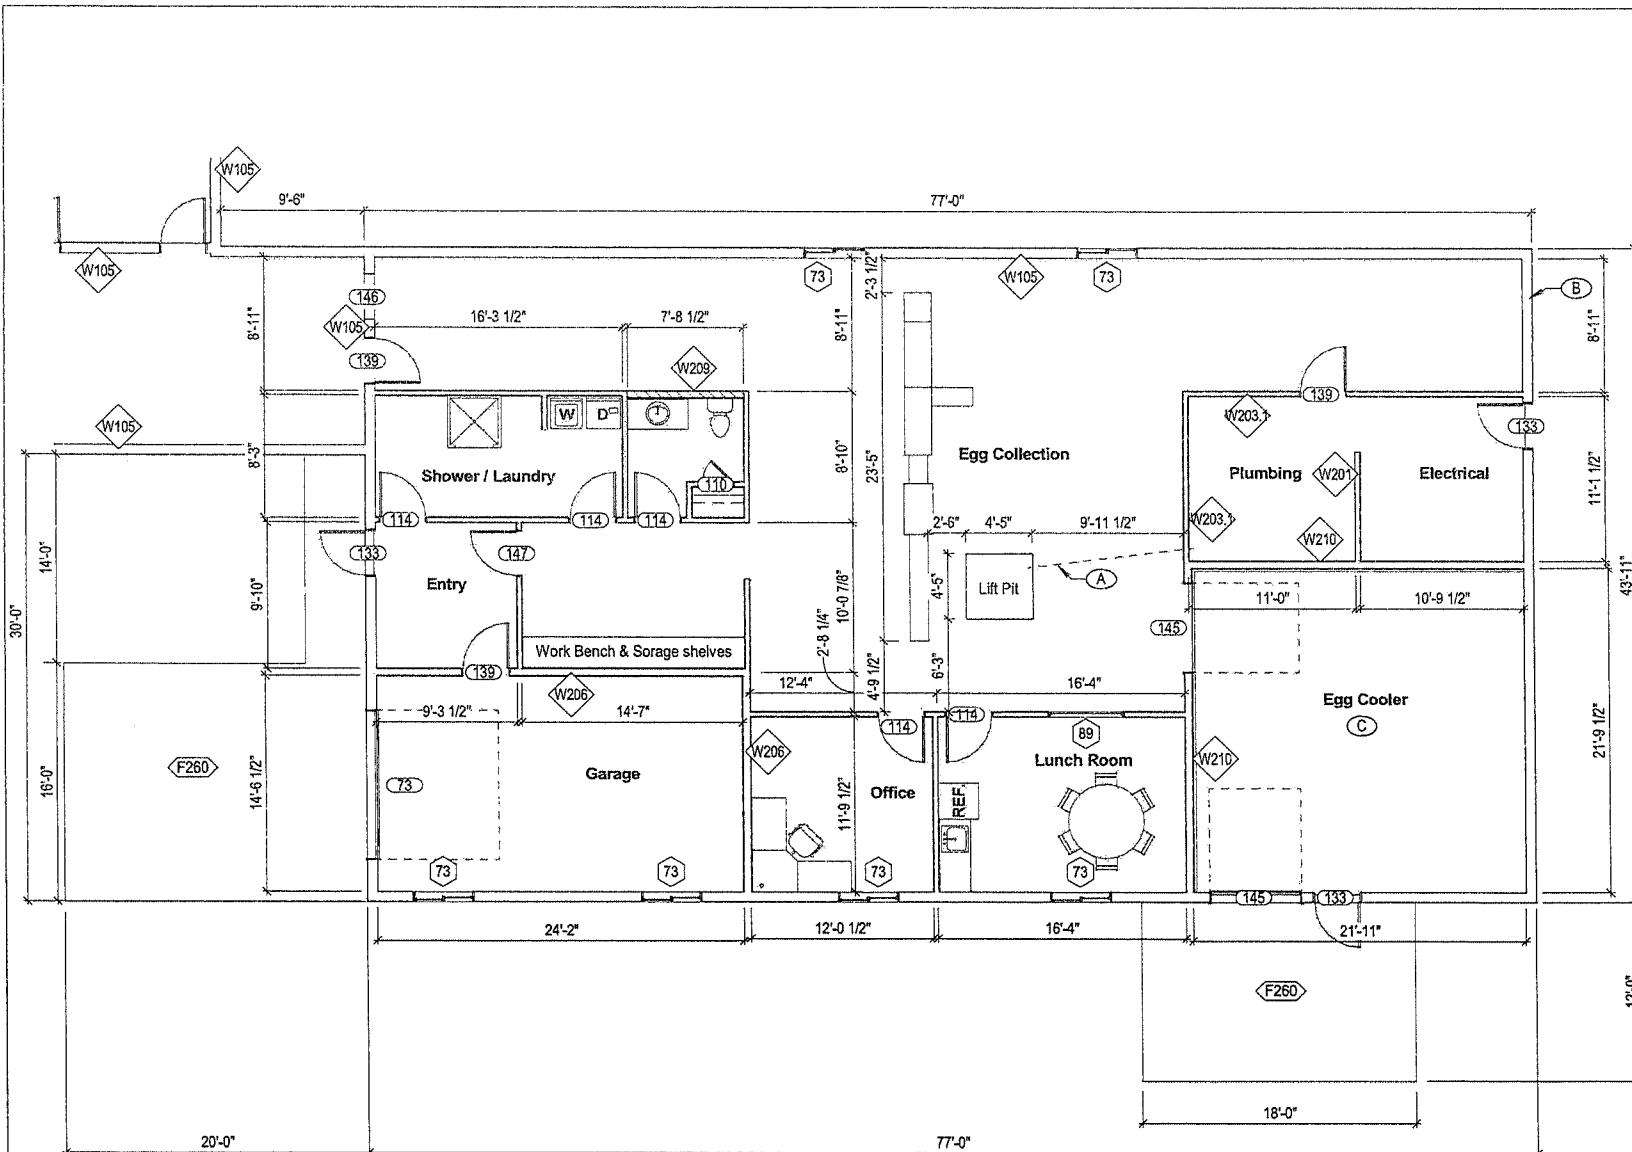 W105
9'-6"
77'-0"
W105
73
W105
73
B
146
W105
139
8'-11"
16'-3 1/2"
7'-8 1/2"
8'-11"
2'-3 1/2"
8'-11"
W209
W105
W D
139
W203.1
133
8'-3"
Shower / Laundry
110
8'-10"
23'-5"
Egg Collection
Plumbing
W201
Electrical
11'-1 1/2"
114
114
114
2'-6"
4'-5"
9'-11 1/2"
W203.1
W210
14'-0"
133
147
30'-0"
9'-10"
Entry
10'-0 7/8"
4'-5"
Lift Pit
A
11'-0"
10'-9 1/2"
43'-11"
2'-8 1/4"
145
Work Bench & Sorage shelves
139
W206
12'-4"
4'-9 1/2"
6'-3"
16'-4"
Egg Cooler
C
9'-3 1/2"
14'-7"
114
114
89
W206
Lunch Room
W210
21'-9 1/2"
F260
16'-0"
14'-6 1/2"
73
Garage
11'-9 1/2"
Office
REF.
73
73
73
73
145
133
24'-2"
12'-0 1/2"
16'-4"
21'-11"
F260
12'-0"
18'-0"
20'-0"
77'-0"